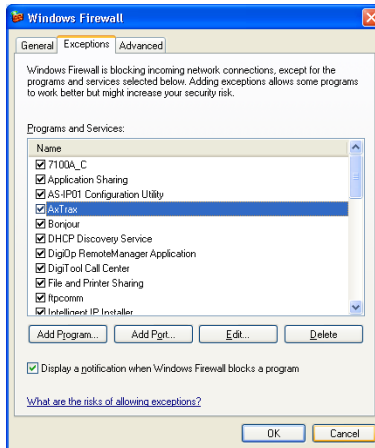 Windows Firewall
General Exceptions Advanced
Windows Firewall is blocking incoming network connections, except for the
programs and services selected below. Adding exceptions allows some programs
to work better but might increase your security risk.
Programs and Services:
Name
7100A_C
Application Sharing
AS-IP01 Configuration Utility
AxTrax
Bonjour
DHCP Discovery Service
DigiOp RemoteManager Application
DigiTool Call Center
File and Printer Sharing
ftpcomm
Intelligent IP Installer
Add Program... Add Port... Edit... Delete
Display a notification when Windows Firewall blocks a program
What are the risks of allowing exceptions?
OK Cancel